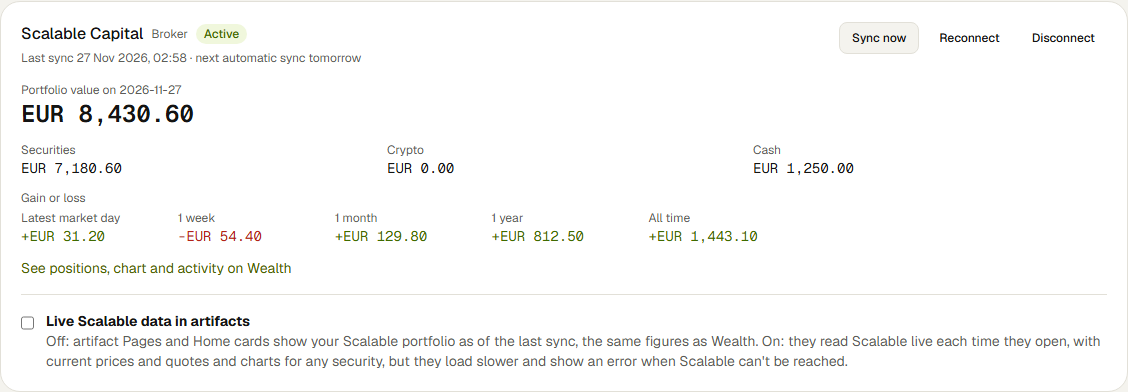 Scalable Capital Broker Active
Sync now Reconnect Disconnect
Last sync 27 Nov 2026, 02:58 · next automatic sync tomorrow
Portfolio value on 2026-11-27
EUR 8,430.60
Securities Crypto Cash
EUR 7,180.60 EUR 0.00 EUR 1,250.00
Gain or loss
Latest market day 1 week 1 month 1 year All time
+EUR 31.20 -EUR 54.40 +EUR 129.80 +EUR 812.50 +EUR 1,443.10
See positions, chart and activity on Wealth
Live Scalable data in artifacts
Off: artifact Pages and Home cards show your Scalable portfolio as of the last sync, the same figures as Wealth. On: they read Scalable live each time they open, with
current prices and quotes and charts for any security, but they load slower and show an error when Scalable can't be reached.